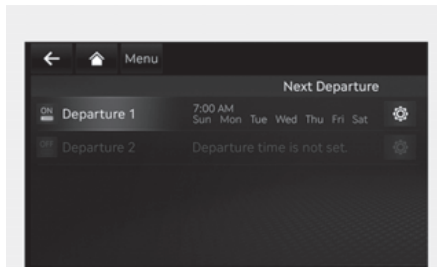 Menu
Next Departure
ON Departure 1 7:00 AM
Sun Mon Tue Wed Thu Fri Sat
OFF Departure 2 Departure time is not set.